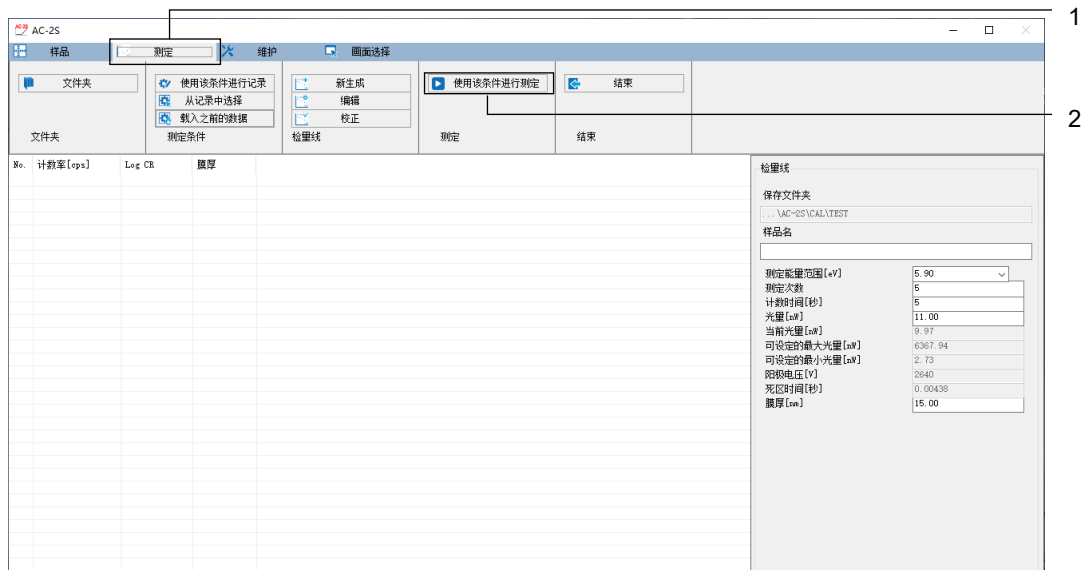 1
AC-2S AC-2S
样品 测定 维护 画面选择
文件夹 使用该条件进行记录 新生成 使用该条件进行测定 结束
从记录中选择 编辑
载入之前的数据 校正
2
文件夹 测定条件 检量线 测定 结束
No. 计数率[cps] Log CR 膜厚
检量线
保存文件夹
...\AC-2S\CAL\TEST
样品名
测定能量范围[eV] 5.90
测定次数 5
计数时间[秒] 5
光量[nW] 11.00
当前光量[nW] 9.97
可设定的最大光量[nW] 6367.94
可设定的最小光量[nW] 2.73
阳极电压[V] 2640
死区时间[秒] 0.00438
膜厚[nm] 15.00